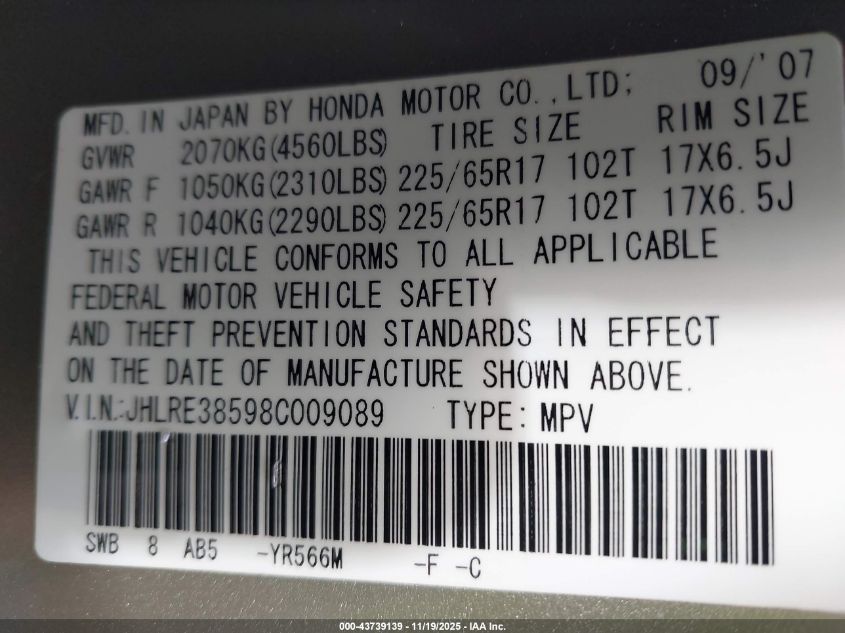 09/'07
MFD. IN JAPAN BY HONDA MOTOR CO.,LTD;
GVWR 2070KG(4560LBS) TIRE SIZE RIM SIZE
GAWR F 1050KG(2310LBS) 225/65R17 102T 17X6.5J
GAWR R 1040KG(2290LBS) 225/65R17 102T 17X6.5J
THIS VEHICLE CONFORMS TO ALL APPLICABLE
FEDERAL MOTOR VEHICLE SAFETY
AND THEFT PREVENTION STANDARDS IN EFFECT
ON THE DATE OF MANUFACTURE SHOWN ABOVE.
V.I.N.:JHLRE38598C009089 TYPE: MPV
SWB 8 AB5 -YR566M -F -C
000-43739139 - 11/19/2025 - IAA Inc.